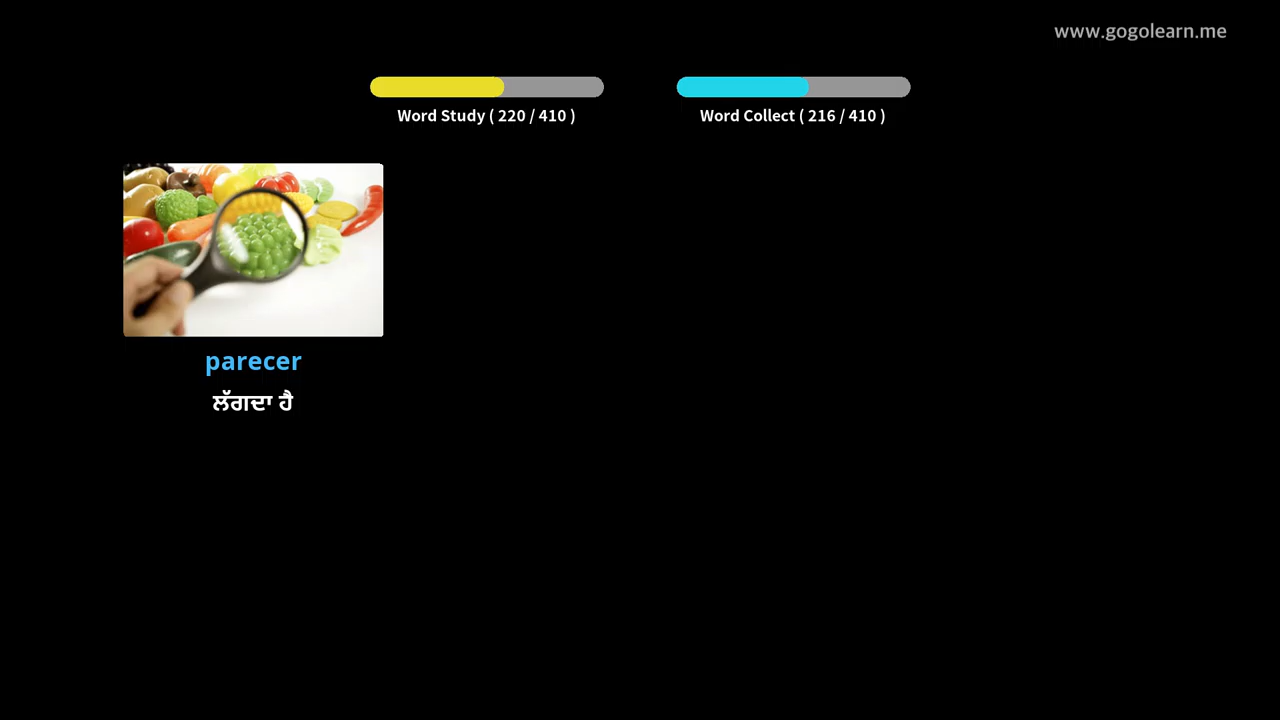 www.gogolearn.me
Word Study ( 220 / 410 )
Word Collect ( 216 / 410 )
parecer
ਲੱਗਦਾ ਹੈ